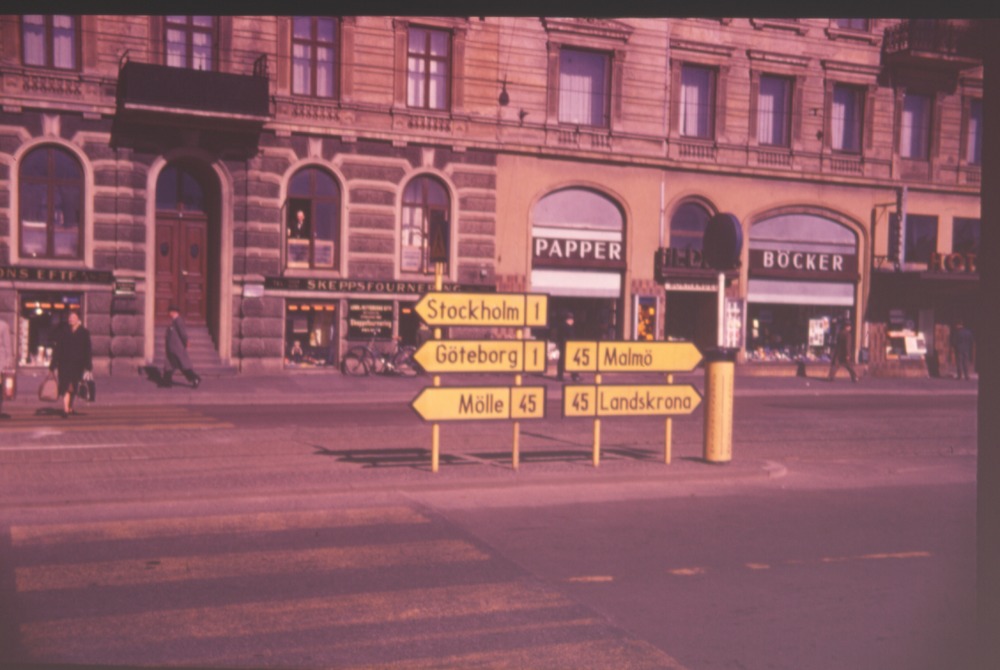 PAPPER
BÖCKER
SKEPPSFOURNERING
Stockholm 1
Göteborg 1
Mölle 45
45 Malmö
45 Landskrona